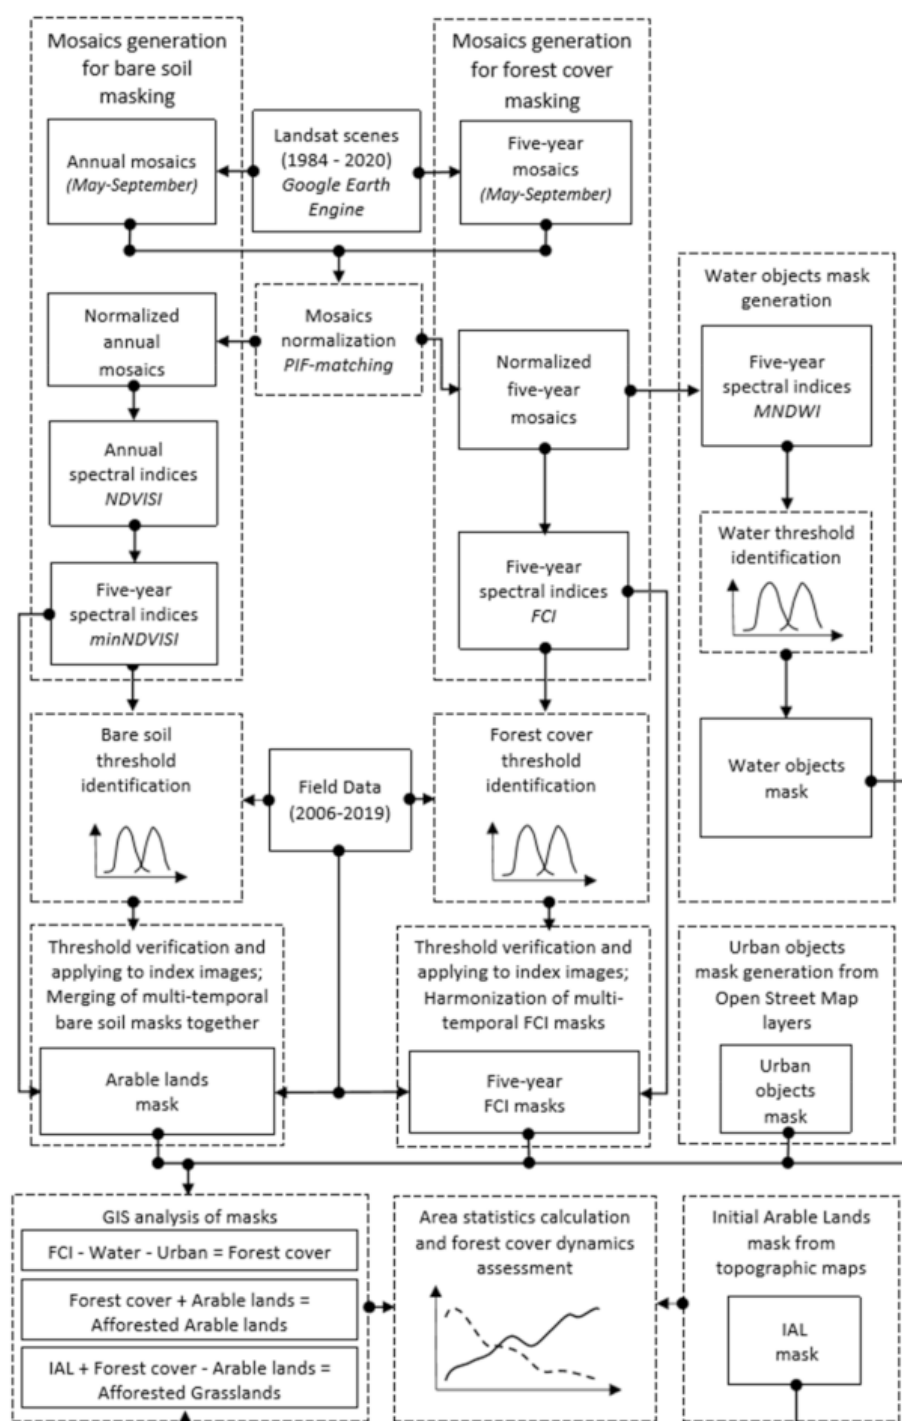 Mosaics generation
for bare soil
masking
Mosaics generation
for forest cover
masking
Annual mosaics
(May-September)
Landsat scenes
(1984 - 2020)
Google Earth
Engine
Five-year
mosaics
(May-September)
Normalized
annual
mosaics
Mosaics
normalization
PIF-matching
Normalized
five-year
mosaics
Water objects mask
generation
Five-year
spectral indices
MNDWI
Annual
spectral indices
NDVISI
Water threshold
identification
Five-year
spectral indices
minNDVISI
Five-year
spectral indices
FCI
Bare soil
threshold
identification
Field Data
(2006-2019)
Forest cover
threshold
identification
Water objects
mask
Threshold verification and
applying to index images;
Merging of multi-temporal
bare soil masks together
Arable lands
mask
Threshold verification and
applying to index images;
Harmonization of multi-
temporal FCI masks
Five-year
FCI masks
Urban objects
mask generation from
Open Street Map
layers
Urban
objects
mask
GIS analysis of masks
FCI - Water - Urban = Forest cover
Forest cover + Arable lands =
Afforested Arable lands
IAL + Forest cover - Arable lands =
Afforested Grasslands
Area statistics calculation
and forest cover dynamics
assessment
Initial Arable Lands
mask from
topographic maps
IAL
mask